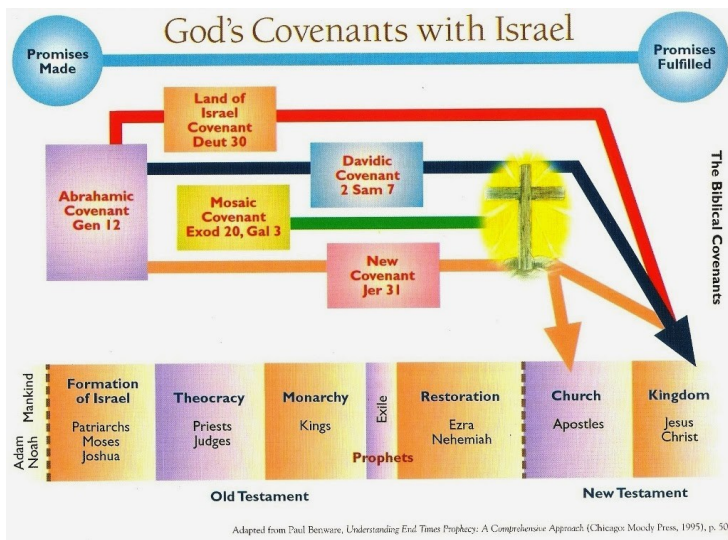 God's Covenants with Israel
Promises
Made
Promises
Fulfilled
Land of
Israel
Covenant
Deut 30
Abrahamic
Covenant
Gen 12
Davidic
Covenant
2 Sam 7
Mosaic
Covenant
Exod 20, Gal 3
New
Covenant
Jer 31
The Biblical Covenants
Adam
Noah
Mankind
Formation
of Israel
Patriarchs
Moses
Joshua
Theocracy
Priests
Judges
Monarchy
Kings
Exile
Restoration
Ezra
Nehemiah
Prophets
Church
Apostles
Kingdom
Jesus
Christ
Old Testament
New Testament
Adapted from Paul Benware, Understanding End Times Prophecy: A Comprehensive Approach (Chicago: Moody Press, 1995), p. 50